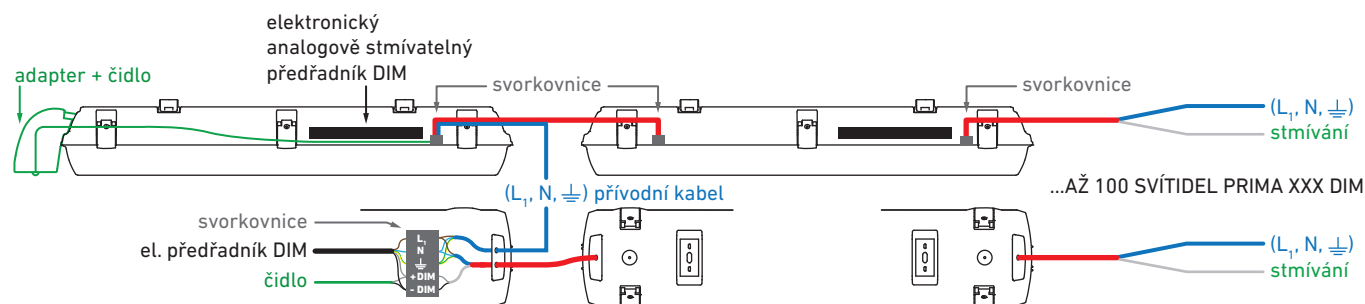 elektronický
analogově stmívatelný
předřadník DIM
adapter + čidlo
svorkovnice
svorkovnice
(L₁, N, ⏚)
stmívání
(L₁, N, ⏚) přívodní kabel
...AŽ 100 SVÍTIDEL PRIMA XXX DIM
svorkovnice
el. předřadník DIM
čidlo
L₁
N
⏚
+DIM
- DIM
(L₁, N, ⏚)
stmívání